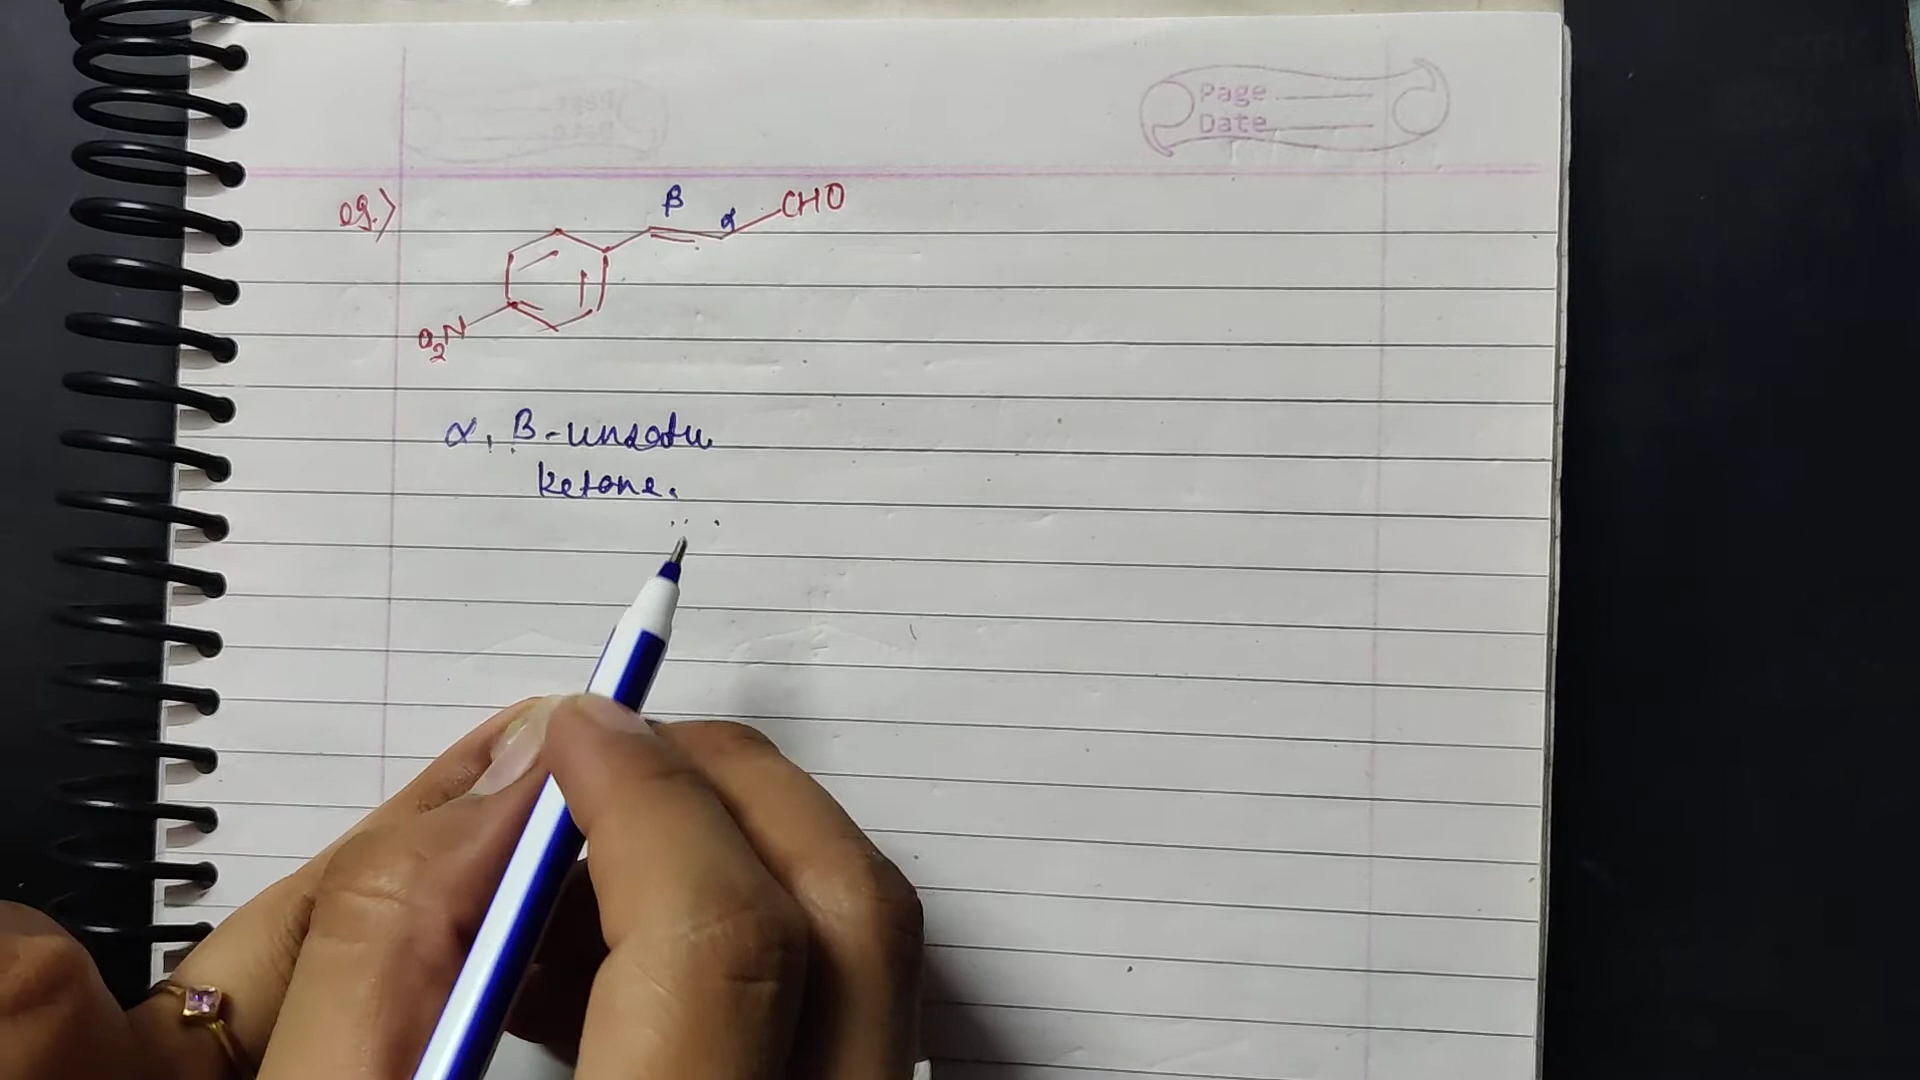 Page
Date
eg.)
β
α
CHO
O₂N
α, β-unsatu
ketone.